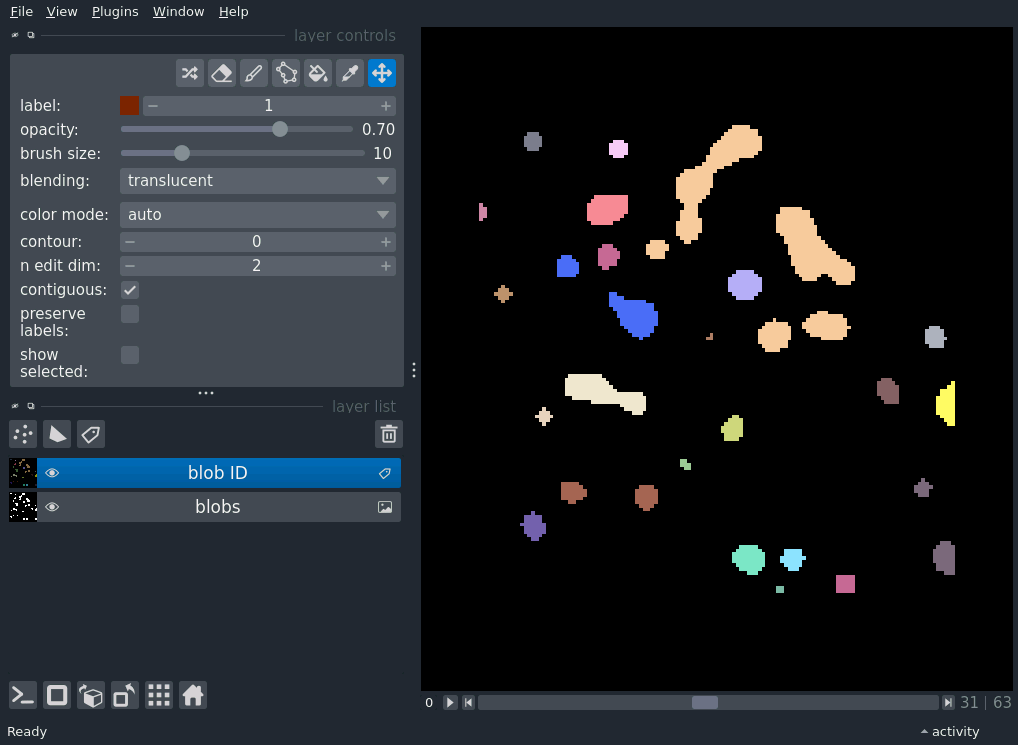 File View Plugins Window Help
layer controls
label: 1
opacity: 0.70
brush size: 10
blending: translucent
color mode: auto
contour: 0
n edit dim: 2
contiguous:
preserve
labels:
show
selected:
layer list
blob ID
blobs
0 31 | 63
Ready activity